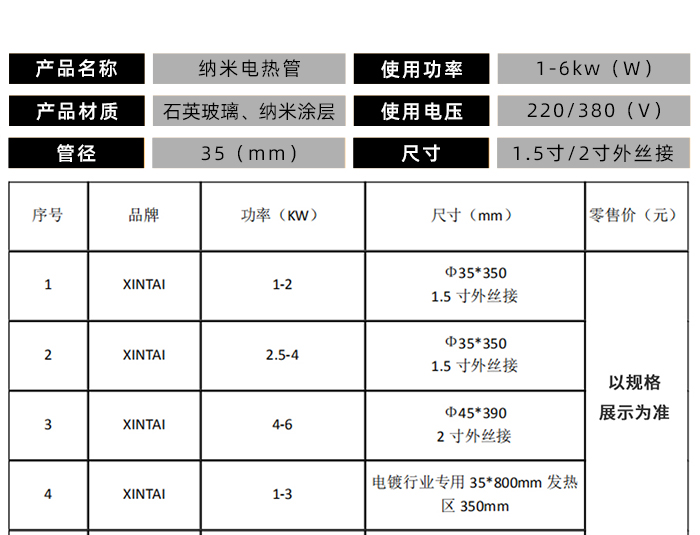 产品名称 纳米电热管 使用功率 1-6kw（W）
产品材质 石英玻璃、纳米涂层 使用电压 220/380（V）
管径 35（mm） 尺寸 1.5寸/2寸外丝接
序号 品牌 功率（KW） 尺寸（mm） 零售价（元）
1 XINTAI 1-2 Φ35*350
1.5 寸外丝接
2 XINTAI 2.5-4 Φ35*350
1.5 寸外丝接
以规格
展示为准
3 XINTAI 4-6 Φ45*390
2 寸外丝接
4 XINTAI 1-3 电镀行业专用 35*800mm 发热
区 350mm